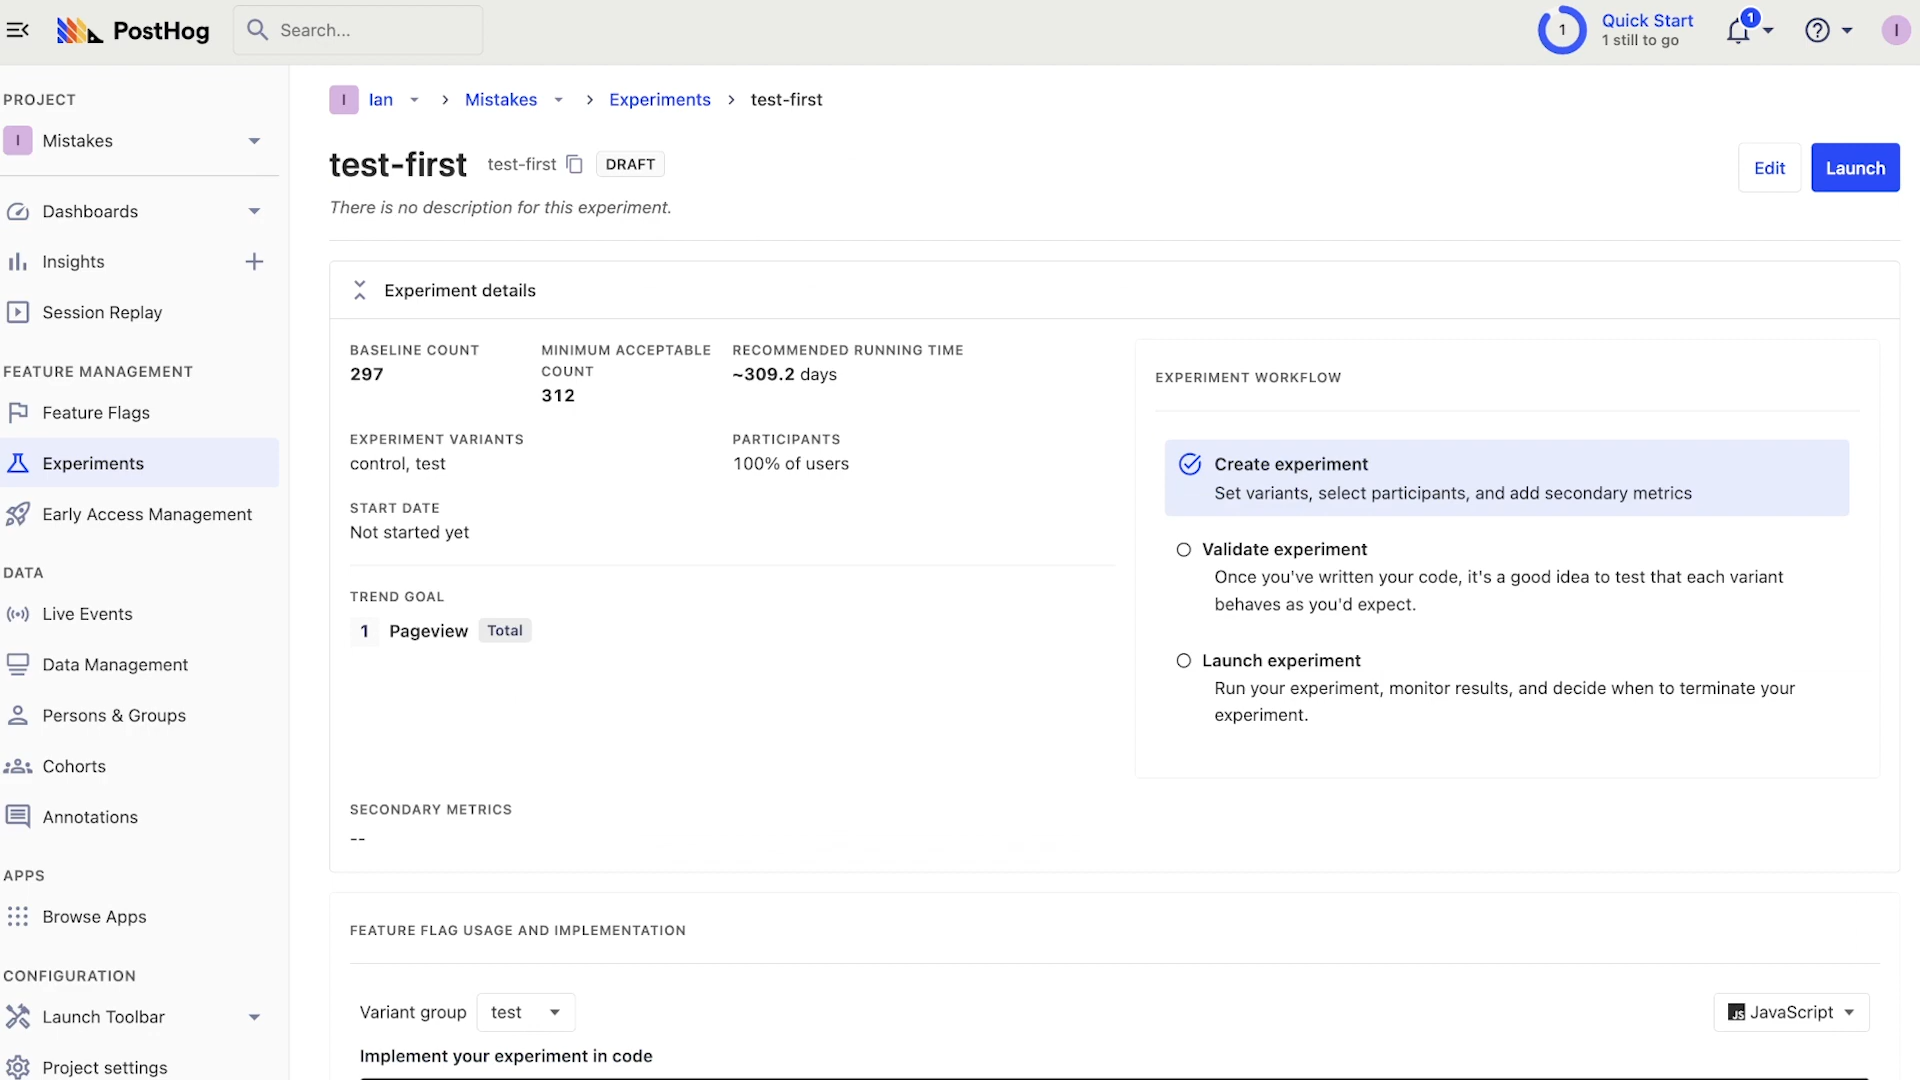 PostHog
Search...
1
Quick Start
1 still to go
1
I
PROJECT
I Mistakes
Dashboards
Insights
Session Replay
FEATURE MANAGEMENT
Feature Flags
Experiments
Early Access Management
DATA
Live Events
Data Management
Persons & Groups
Cohorts
Annotations
APPS
Browse Apps
CONFIGURATION
Launch Toolbar
Project settings
I Ian > Mistakes > Experiments > test-first
test-first test-first DRAFT
There is no description for this experiment.
Edit
Launch
Experiment details
BASELINE COUNT
297
MINIMUM ACCEPTABLE
COUNT
312
RECOMMENDED RUNNING TIME
~309.2 days
EXPERIMENT VARIANTS
control, test
PARTICIPANTS
100% of users
START DATE
Not started yet
TREND GOAL
1 Pageview Total
SECONDARY METRICS
--
EXPERIMENT WORKFLOW
Create experiment
Set variants, select participants, and add secondary metrics
Validate experiment
Once you've written your code, it's a good idea to test that each variant
behaves as you'd expect.
Launch experiment
Run your experiment, monitor results, and decide when to terminate your
experiment.
FEATURE FLAG USAGE AND IMPLEMENTATION
Variant group test
JS JavaScript
Implement your experiment in code